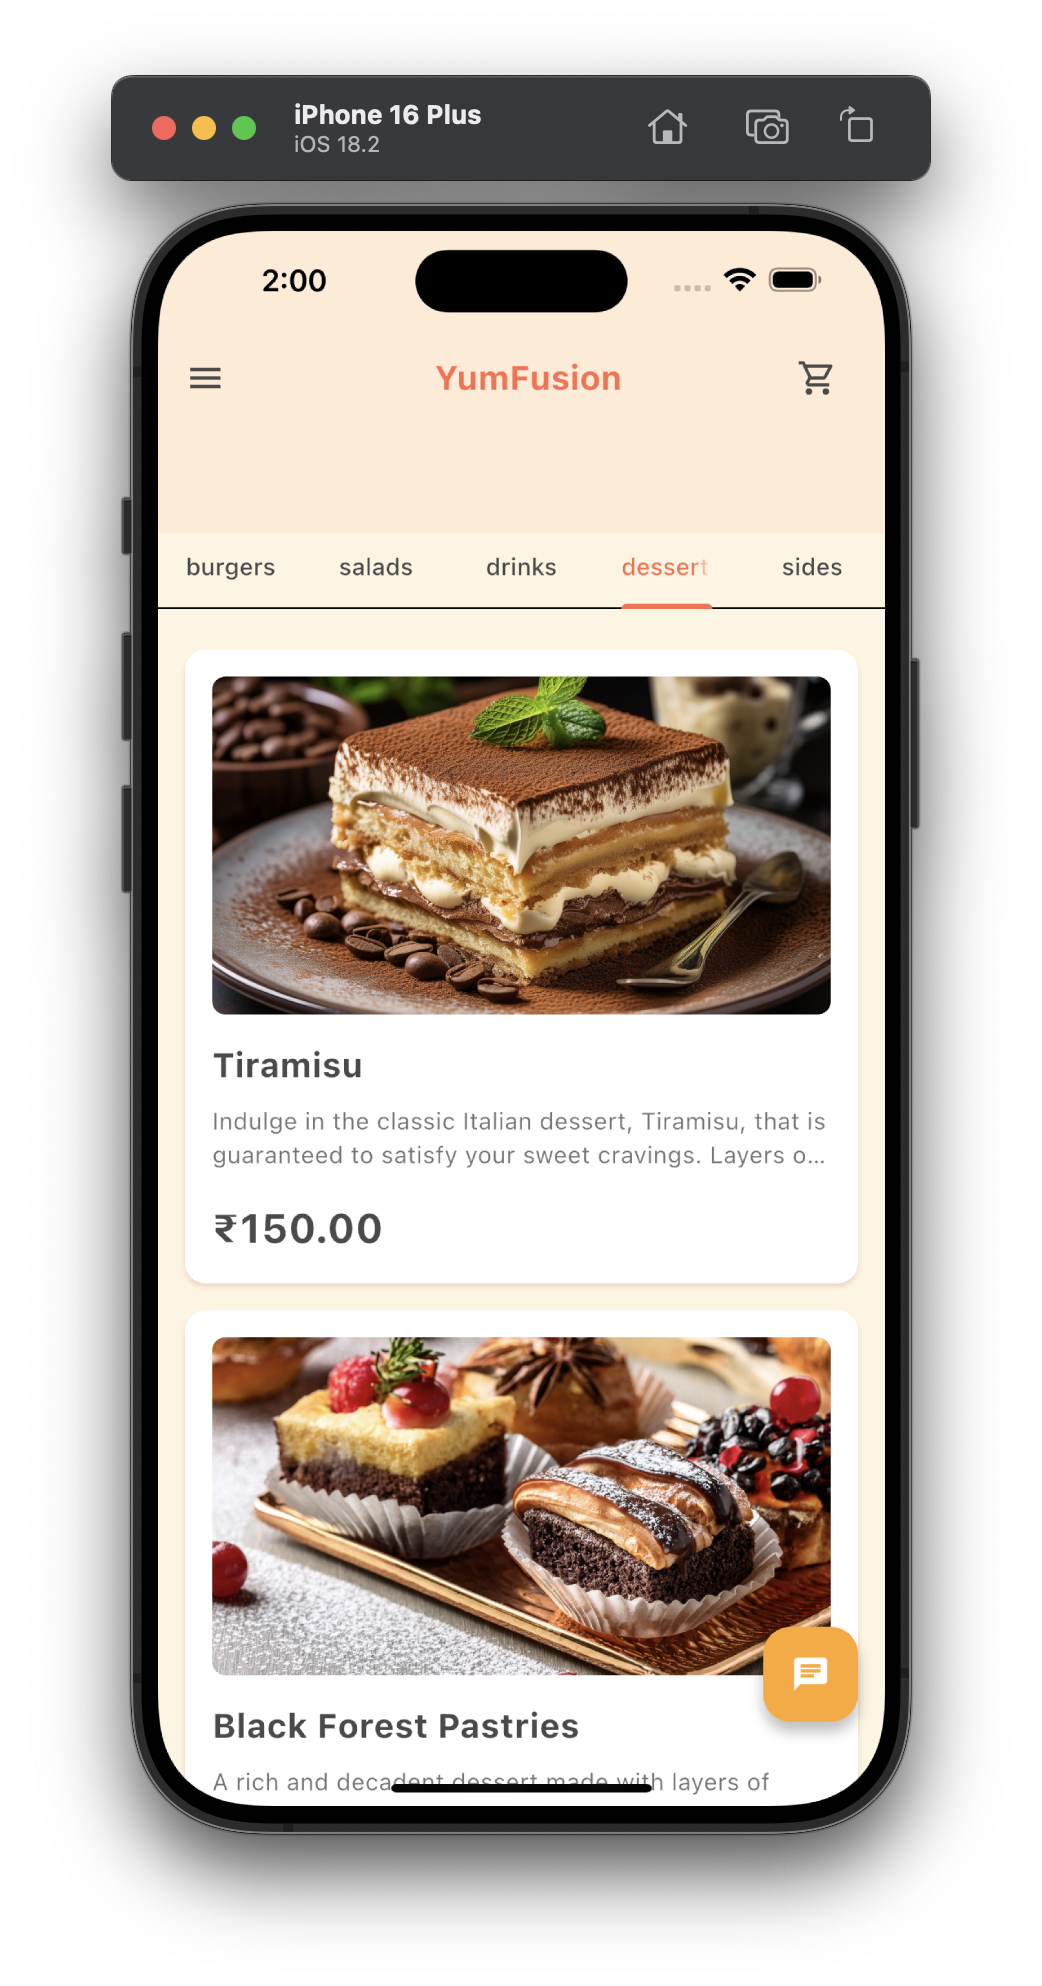 iPhone 16 Plus
iOS 18.2
2:00
YumFusion
burgers salads drinks dessert sides
Tiramisu
Indulge in the classic Italian dessert, Tiramisu, that is
guaranteed to satisfy your sweet cravings. Layers o...
₹150.00
Black Forest Pastries
A rich and decadent dessert made with layers of